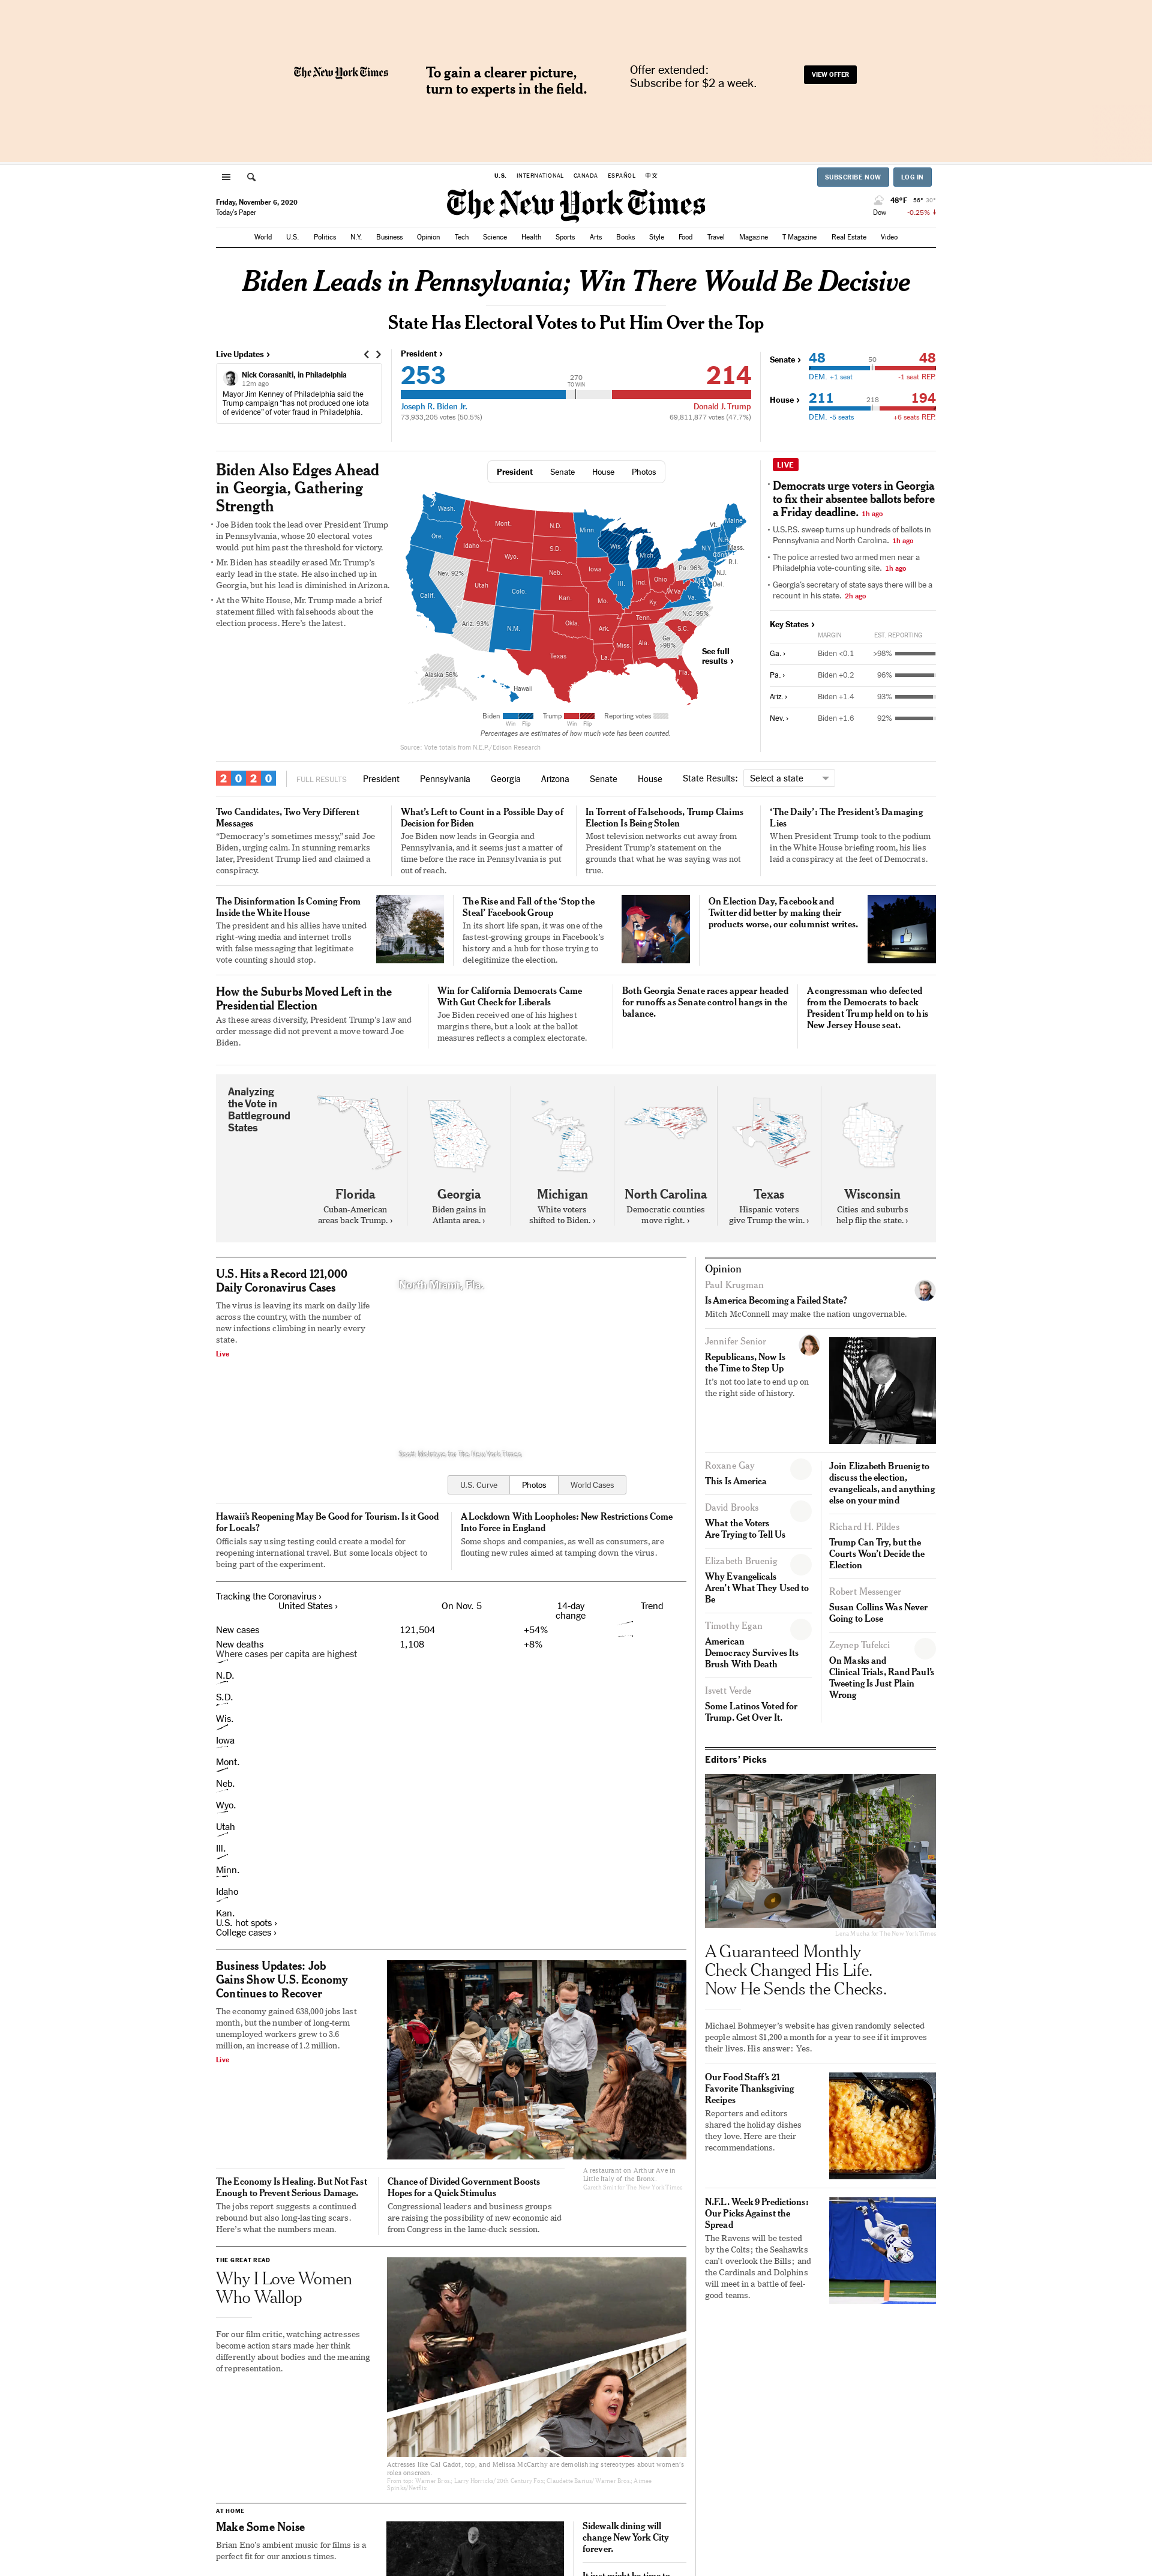 The New York Times
To gain a clearer picture,
turn to experts in the field.
Offer extended:
Subscribe for $2 a week.
VIEW OFFER
U.S. INTERNATIONAL CANADA ESPAÑOL 中文
SUBSCRIBE NOW LOG IN
Friday, November 6, 2020
Today's Paper
The New York Times
48°F 56° 38°
Dow -0.25%
World U.S. Politics N.Y. Business Opinion Tech Science Health Sports Arts Books Style Food Travel Magazine T Magazine Real Estate Video
Biden Leads in Pennsylvania; Win There Would Be Decisive
State Has Electoral Votes to Put Him Over the Top
Live Updates ›
Nick Corasaniti, in Philadelphia
12m ago
Mayor Jim Kenney of Philadelphia said the
Trump campaign “has not produced one iota
of evidence” of voter fraud in Philadelphia.
President ›
253 270 214
TO WIN
Joseph R. Biden Jr. Donald J. Trump
73,933,205 votes (50.5%) 69,811,877 votes (47.7%)
Senate › 48 50 48
DEM. +1 seat -1 seat REP.
House › 211 218 194
DEM. -5 seats +6 seats REP.
Biden Also Edges Ahead
in Georgia, Gathering
Strength
• Joe Biden took the lead over President Trump
in Pennsylvania, whose 20 electoral votes
would put him past the threshold for victory.
• Mr. Biden has steadily erased Mr. Trump’s
early lead in the state. He also inched up in
Georgia, but his lead is diminished in Arizona.
• At the White House, Mr. Trump made a brief
statement filled with falsehoods about the
election process. Here’s the latest.
President Senate House Photos
Wash.
Mont.
N.D.
Minn.
Vt.
Maine
Ore.
Idaho
S.D.
Wis.
Mich.
N.Y.
N.H.
Mass.
Conn.
R.I.
Wyo.
Nev. 92%
Neb.
Iowa
Pa. 96%
N.J.
Utah
Colo.
Ill.
Ind.
Ohio
Del.
Calif.
Kan.
Mo.
Ky.
W.Va.
Va.
Ariz. 93%
N.M.
Okla.
Ark.
Tenn.
N.C. 95%
S.C.
Texas
La.
Miss.
Ala.
Ga.
>98%
Fla.
Alaska 56%
Hawaii
See full
results ›
Biden Trump Reporting votes
Win Flip Win Flip
Percentages are estimates of how much vote has been counted.
Source: Vote totals from N.E.P./Edison Research
LIVE
• Democrats urge voters in Georgia
to fix their absentee ballots before
a Friday deadline. 1h ago
• U.S.P.S. sweep turns up hundreds of ballots in
Pennsylvania and North Carolina. 1h ago
• The police arrested two armed men near a
Philadelphia vote-counting site. 1h ago
• Georgia’s secretary of state says there will be a
recount in his state. 2h ago
Key States ›
MARGIN EST. REPORTING
Ga. › Biden <0.1 >98%
Pa. › Biden +0.2 96%
Ariz. › Biden +1.4 93%
Nev. › Biden +1.6 92%
2020 FULL RESULTS President Pennsylvania Georgia Arizona Senate House State Results: Select a state
Two Candidates, Two Very Different
Messages
“Democracy’s sometimes messy,” said Joe
Biden, urging calm. In stunning remarks
later, President Trump lied and claimed a
conspiracy.
What’s Left to Count in a Possible Day of
Decision for Biden
Joe Biden now leads in Georgia and
Pennsylvania, and it seems just a matter of
time before the race in Pennsylvania is put
out of reach.
In Torrent of Falsehoods, Trump Claims
Election Is Being Stolen
Most television networks cut away from
President Trump’s statement on the
grounds that what he was saying was not
true.
‘The Daily’: The President’s Damaging
Lies
When President Trump took to the podium
in the White House briefing room, his lies
laid a conspiracy at the feet of Democrats.
The Disinformation Is Coming From
Inside the White House
The president and his allies have united
right-wing media and internet trolls
with false messaging that legitimate
vote counting should stop.
The Rise and Fall of the ‘Stop the
Steal’ Facebook Group
In its short life span, it was one of the
fastest-growing groups in Facebook’s
history and a hub for those trying to
delegitimize the election.
On Election Day, Facebook and
Twitter did better by making their
products worse, our columnist writes.
How the Suburbs Moved Left in the
Presidential Election
As these areas diversify, President Trump’s law and
order message did not prevent a move toward Joe
Biden.
Win for California Democrats Came
With Gut Check for Liberals
Joe Biden received one of his highest
margins there, but a look at the ballot
measures reflects a complex electorate.
Both Georgia Senate races appear headed
for runoffs as Senate control hangs in the
balance.
A congressman who defected
from the Democrats to back
President Trump held on to his
New Jersey House seat.
Analyzing
the Vote in
Battleground
States
Florida
Cuban-American
areas back Trump. ›
Georgia
Biden gains in
Atlanta area. ›
Michigan
White voters
shifted to Biden. ›
North Carolina
Democratic counties
move right. ›
Texas
Hispanic voters
give Trump the win. ›
Wisconsin
Cities and suburbs
help flip the state. ›
U.S. Hits a Record 121,000
Daily Coronavirus Cases
The virus is leaving its mark on daily life
across the country, with the number of
new infections climbing in nearly every
state.
Live
North Miami, Fla.
Scott McIntyre for The New York Times
U.S. Curve Photos World Cases
Hawaii’s Reopening May Be Good for Tourism. Is it Good
for Locals?
Officials say using testing could create a model for
reopening international travel. But some locals object to
being part of the experiment.
A Lockdown With Loopholes: New Restrictions Come
Into Force in England
Some shops and companies, as well as consumers, are
flouting new rules aimed at tamping down the virus.
Tracking the Coronavirus ›
United States › On Nov. 5 14-day
change Trend
New cases 121,504 +54%
New deaths 1,108 +8%
Where cases per capita are highest
N.D.
S.D.
Wis.
Iowa
Mont.
Neb.
Wyo.
Utah
Ill.
Minn.
Idaho
Kan.
U.S. hot spots ›
College cases ›
Business Updates: Job
Gains Show U.S. Economy
Continues to Recover
The economy gained 638,000 jobs last
month, but the number of long-term
unemployed workers grew to 3.6
million, an increase of 1.2 million.
Live
A restaurant on Arthur Ave in
Little Italy of the Bronx.
Gareth Smit for The New York Times
The Economy Is Healing. But Not Fast
Enough to Prevent Serious Damage.
The jobs report suggests a continued
rebound but also long-lasting scars.
Here’s what the numbers mean.
Chance of Divided Government Boosts
Hopes for a Quick Stimulus
Congressional leaders and business groups
are raising the possibility of new economic aid
from Congress in the lame-duck session.
THE GREAT READ
Why I Love Women
Who Wallop
For our film critic, watching actresses
become action stars made her think
differently about bodies and the meaning
of representation.
Actresses like Gal Gadot, top, and Melissa McCarthy are demolishing stereotypes about women’s
roles onscreen.
From top: Warner Bros.; Larry Horricks/20th Century Fox; Claudette Barius/Warner Bros; Aimee
Spinks/Netflix
AT HOME
Make Some Noise
Brian Eno’s ambient music for films is a
perfect fit for our anxious times.
Sidewalk dining will
change New York City
forever.
It just might be time to
Opinion
Paul Krugman
Is America Becoming a Failed State?
Mitch McConnell may make the nation ungovernable.
Jennifer Senior
Republicans, Now Is
the Time to Step Up
It’s not too late to end up on
the right side of history.
Roxane Gay
This Is America
David Brooks
What the Voters
Are Trying to Tell Us
Elizabeth Bruenig
Why Evangelicals
Aren’t What They Used to
Be
Timothy Egan
American
Democracy Survives Its
Brush With Death
Isvett Verde
Some Latinos Voted for
Trump. Get Over It.
Join Elizabeth Bruenig to
discuss the election,
evangelicals, and anything
else on your mind
Richard H. Pildes
Trump Can Try, but the
Courts Won’t Decide the
Election
Robert Messenger
Susan Collins Was Never
Going to Lose
Zeynep Tufekci
On Masks and
Clinical Trials, Rand Paul’s
Tweeting Is Just Plain
Wrong
Editors’ Picks
Lena Mucha for The New York Times
A Guaranteed Monthly
Check Changed His Life.
Now He Sends the Checks.
Michael Bohmeyer’s website has given randomly selected
people almost $1,200 a month for a year to see if it improves
their lives. His answer: Yes.
Our Food Staff’s 21
Favorite Thanksgiving
Recipes
Reporters and editors
shared the holiday dishes
they love. Here are their
recommendations.
N.F.L. Week 9 Predictions:
Our Picks Against the
Spread
The Ravens will be tested
by the Colts; the Seahawks
can’t overlook the Bills; and
the Cardinals and Dolphins
will meet in a battle of feel-
good teams.